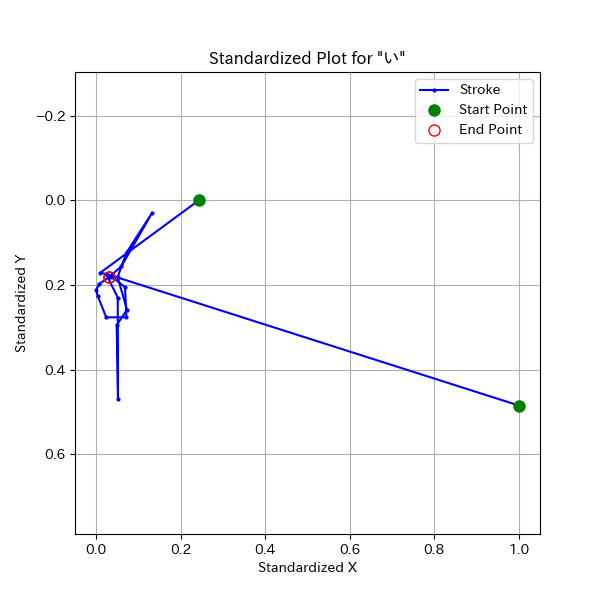 Standardized Plot for "い"
Stroke
Start Point
End Point
−0.2
0.0
0.2
0.4
0.6
Standardized Y
0.0 0.2 0.4 0.6 0.8 1.0
Standardized X